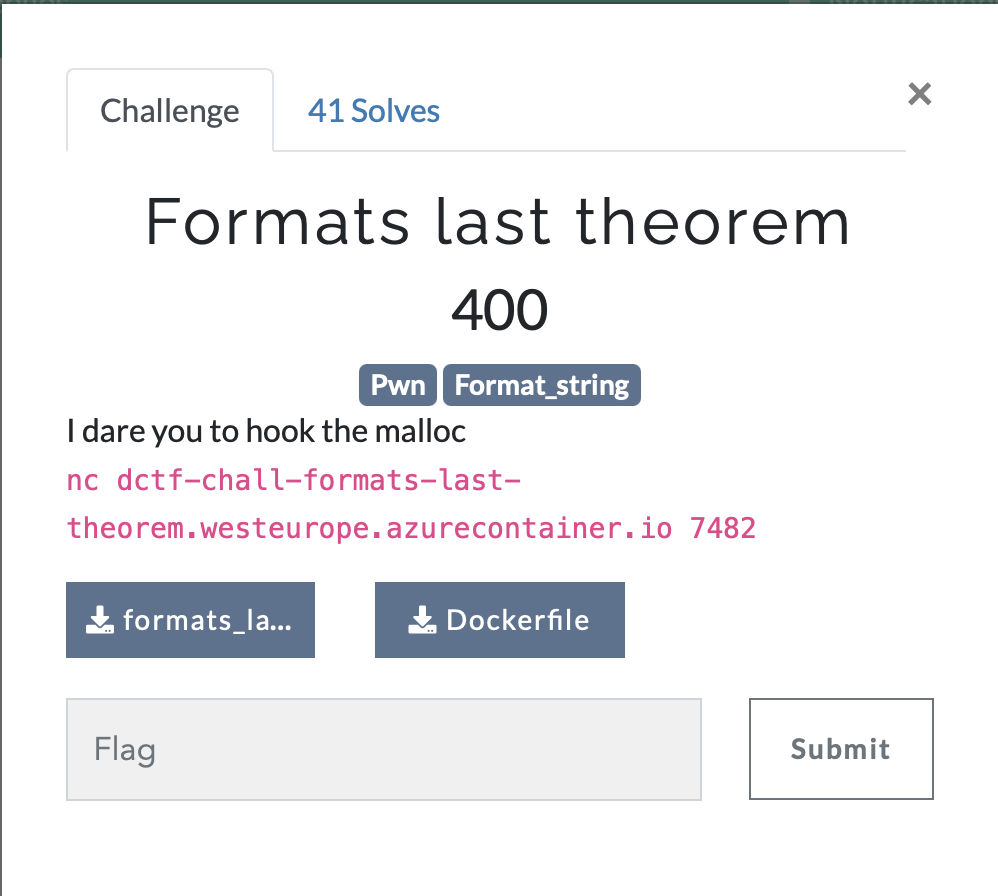 Challenge
41 Solves
×
Formats last theorem
400
Pwn Format_string
I dare you to hook the malloc
nc dctf-chall-formats-last-
theorem.westeurope.azurecontainer.io 7482
formats_la...
Dockerfile
Flag
Submit